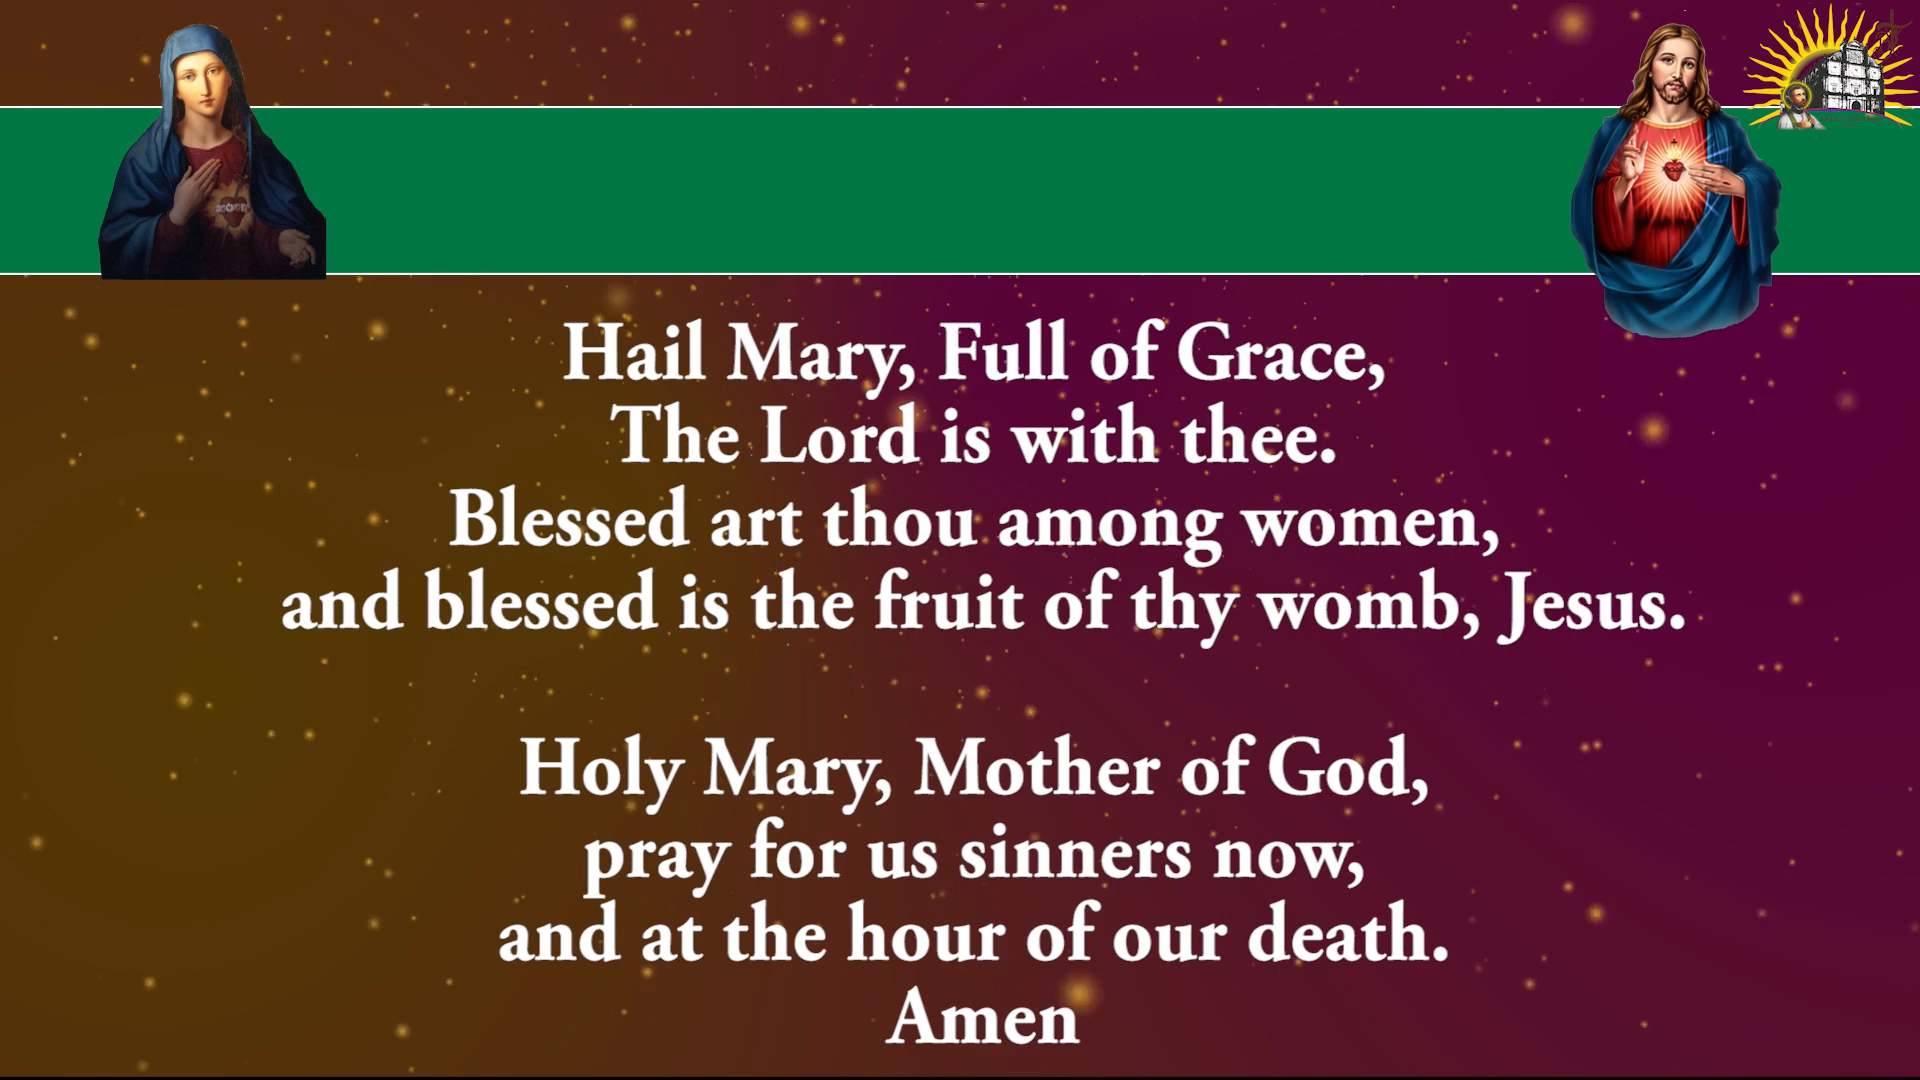 Hail Mary, Full of Grace,
The Lord is with thee.
Blessed art thou among women,
and blessed is the fruit of thy womb, Jesus.
Holy Mary, Mother of God,
pray for us sinners now,
and at the hour of our death.
Amen